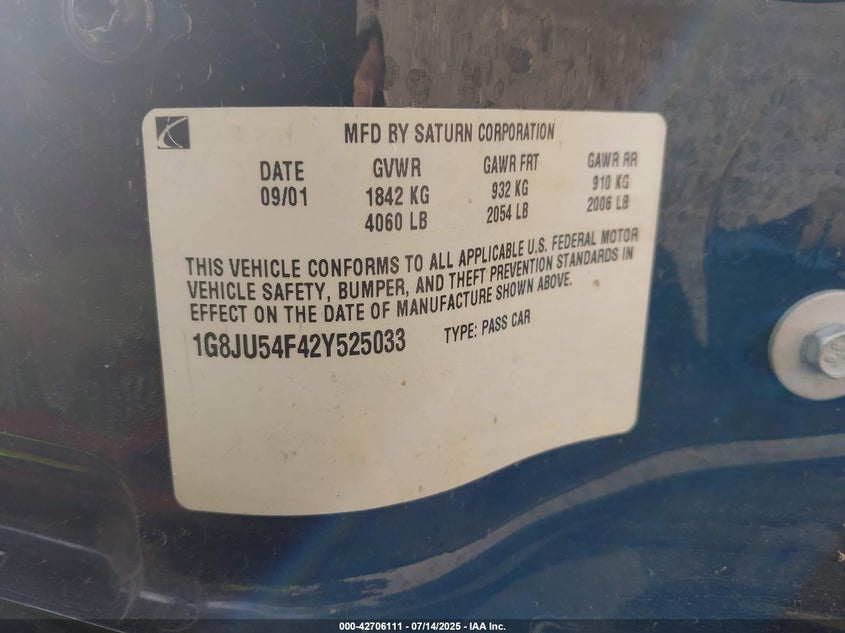 MFD BY SATURN CORPORATION
DATE GVWR GAWR FRT GAWR RR
09/01 1842 KG 932 KG 910 KG
4060 LB 2054 LB 2006 LB
THIS VEHICLE CONFORMS TO ALL APPLICABLE U.S. FEDERAL MOTOR
VEHICLE SAFETY, BUMPER, AND THEFT PREVENTION STANDARDS IN
EFFECT ON THE DATE OF MANUFACTURE SHOWN ABOVE.
1G8JU54F42Y525033 TYPE: PASS CAR
000-42706111 - 07/14/2025 - IAA Inc.